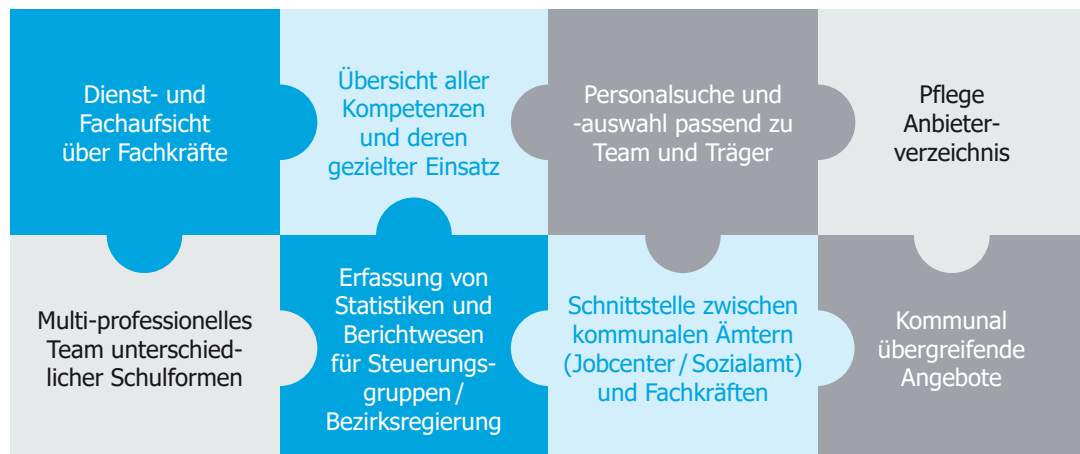 Dienst- und
Fachaufsicht
über Fachkräfte
Übersicht aller
Kompetenzen
und deren
gezielter Einsatz
Personalsuche und
-auswahl passend zu
Team und Träger
Pflege
Anbieter-
verzeichnis
Multi-professionelles
Team unterschied-
licher Schulformen
Erfassung von
Statistiken und
Berichtwesen
für Steuerungs-
gruppen /
Bezirksregierung
Schnittstelle zwischen
kommunalen Ämtern
(Jobcenter / Sozialamt)
und Fachkräften
Kommunal
übergreifende
Angebote